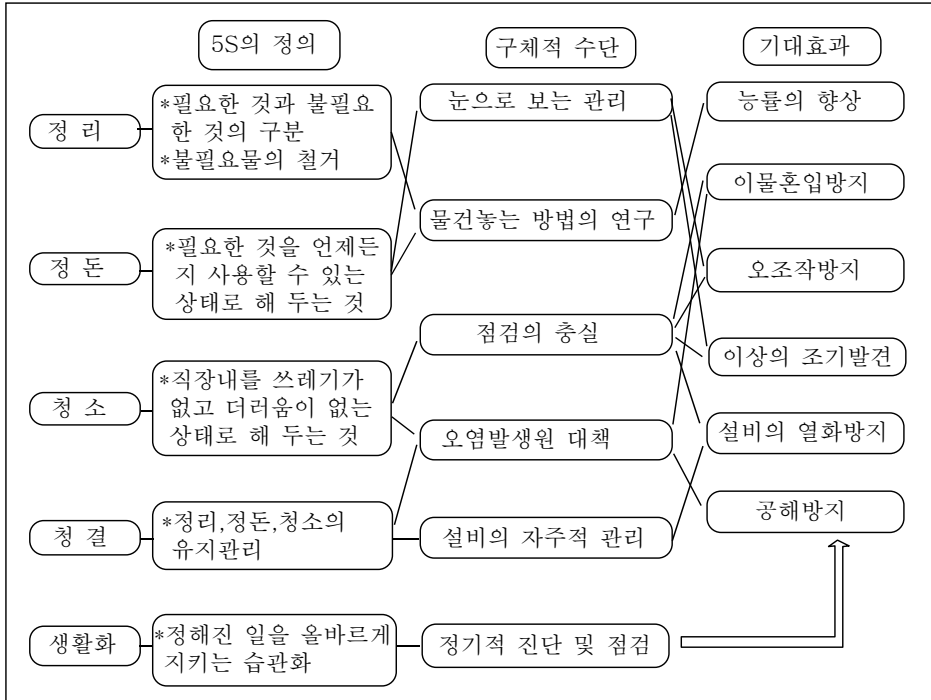 5S의 정의
구체적 수단
기대효과
정 리
*필요한 것과 불필요
한 것의 구분
*불필요물의 철거
눈으로 보는 관리
능률의 향상
이물혼입방지
물건놓는 방법의 연구
정 돈
*필요한 것을 언제든
지 사용할 수 있는
상태로 해 두는 것
오조작방지
점검의 충실
이상의 조기발견
청 소
*직장내를 쓰레기가
없고 더러움이 없는
상태로 해 두는 것
오염발생원 대책
설비의 열화방지
공해방지
청 결
*정리,정돈,청소의
유지관리
설비의 자주적 관리
생활화
*정해진 일을 올바르게
지키는 습관화
정기적 진단 및 점검